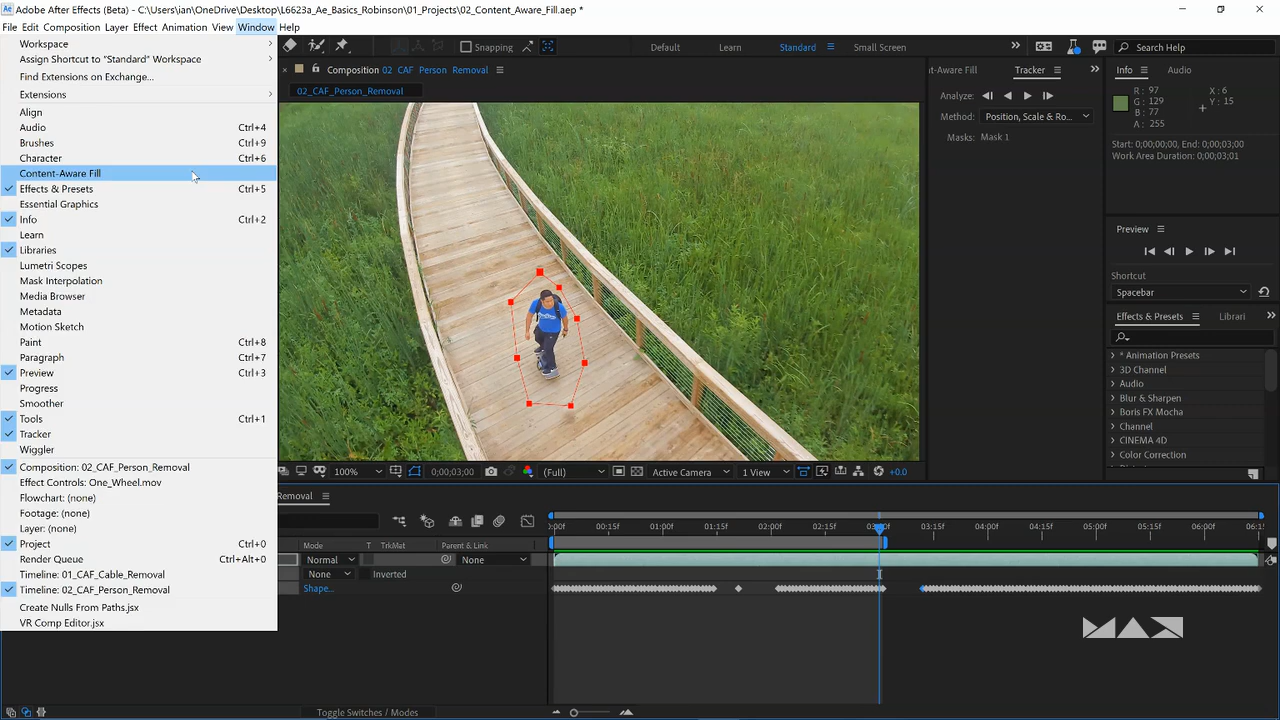 Adobe After Effects (Beta) - C:\Users\ian\OneDrive\Desktop\L6623a_Ae_Basics_Robinson\01_Projects\02_Content_Aware_Fill.aep *
File Edit Composition Layer Effect Animation View Window Help
Snapping
Default Learn Standard Small Screen
Search Help
Workspace
Assign Shortcut to "Standard" Workspace
Find Extensions on Exchange...
Extensions
Align
Audio Ctrl+4
Brushes Ctrl+9
Character Ctrl+6
Content-Aware Fill
Effects & Presets Ctrl+5
Essential Graphics
Info Ctrl+2
Learn
Libraries
Lumetri Scopes
Mask Interpolation
Media Browser
Metadata
Motion Sketch
Paint Ctrl+8
Paragraph Ctrl+7
Preview Ctrl+3
Progress
Smoother
Tools Ctrl+1
Tracker
Wiggler
Composition: 02_CAF_Person_Removal
Effect Controls: One_Wheel.mov
Flowchart: (none)
Footage: (none)
Layer: (none)
Project Ctrl+0
Render Queue Ctrl+Alt+0
Timeline: 01_CAF_Cable_Removal
Timeline: 02_CAF_Person_Removal
Create Nulls From Paths.jsx
VR Comp Editor.jsx
Composition 02_CAF_Person_Removal
02_CAF_Person_Removal
100% 0;00;03;00 (Full) Active Camera 1 View +0.0
nt-Aware Fill Tracker
Analyze:
Method: Position, Scale & Ro...
Masks: Mask 1
Info Audio
R: 97
G: 129
B: 77
A: 255
X: 6
Y: 15
Start: 0;00;00;00, End: 0;00;03;00
Work Area Duration: 0;00;03;01
Preview
Shortcut
Spacebar
Effects & Presets Librari
* Animation Presets
3D Channel
Audio
Blur & Sharpen
Boris FX Mocha
Channel
CINEMA 4D
Color Correction
Removal
:00f 00:15f 01:00f 01:15f 02:00f 02:15f 03:00f 03:15f 04:00f 04:15f 05:00f 05:15f 06:00f 06:15
Mode T TrkMat Parent & Link
Normal None
None Inverted
Shape...
Toggle Switches / Modes
MAX